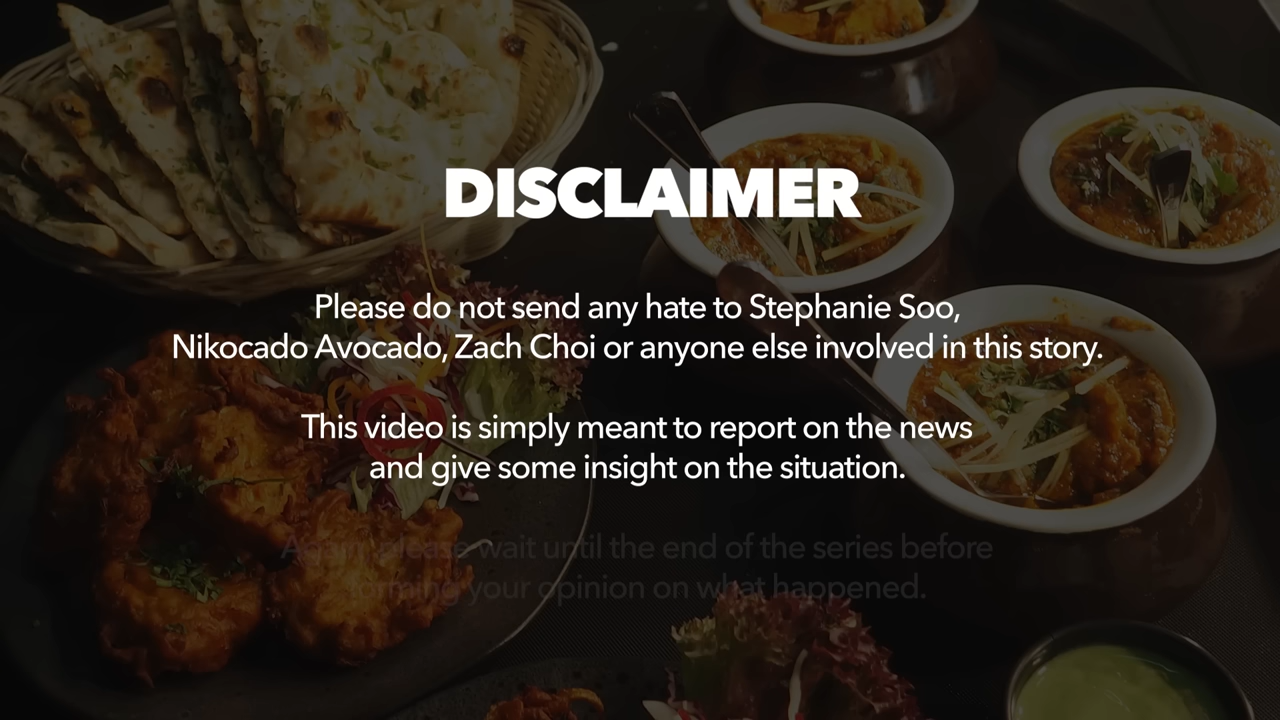 DISCLAIMER
Please do not send any hate to Stephanie Soo,
Nikocado Avocado, Zach Choi or anyone else involved in this story.
This video is simply meant to report on the news
and give some insight on the situation.
Again, please wait until the end of the series before
forming your opinion on what happened.